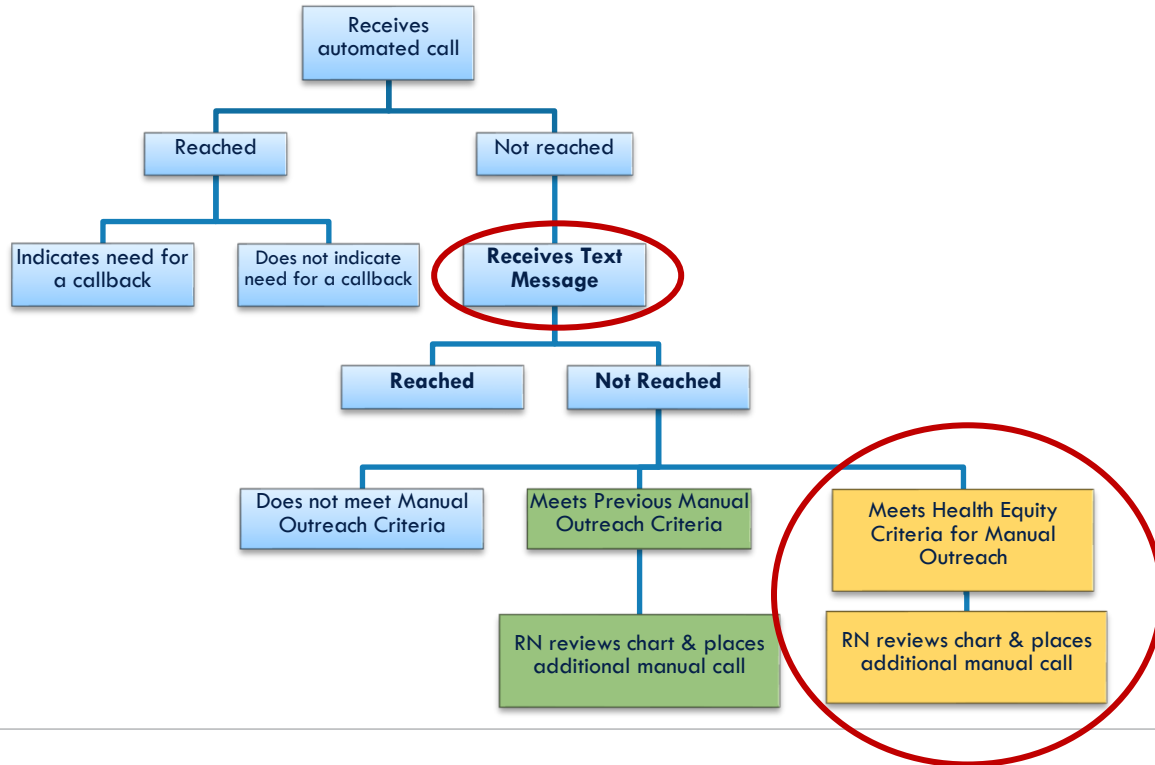 Receives
automated call
Reached
Not reached
Indicates need for
a callback
Does not indicate
need for a callback
Receives Text
Message
Reached
Not Reached
Does not meet Manual
Outreach Criteria
Meets Previous Manual
Outreach Criteria
Meets Health Equity
Criteria for Manual
Outreach
RN reviews chart & places
additional manual call
RN reviews chart & places
additional manual call